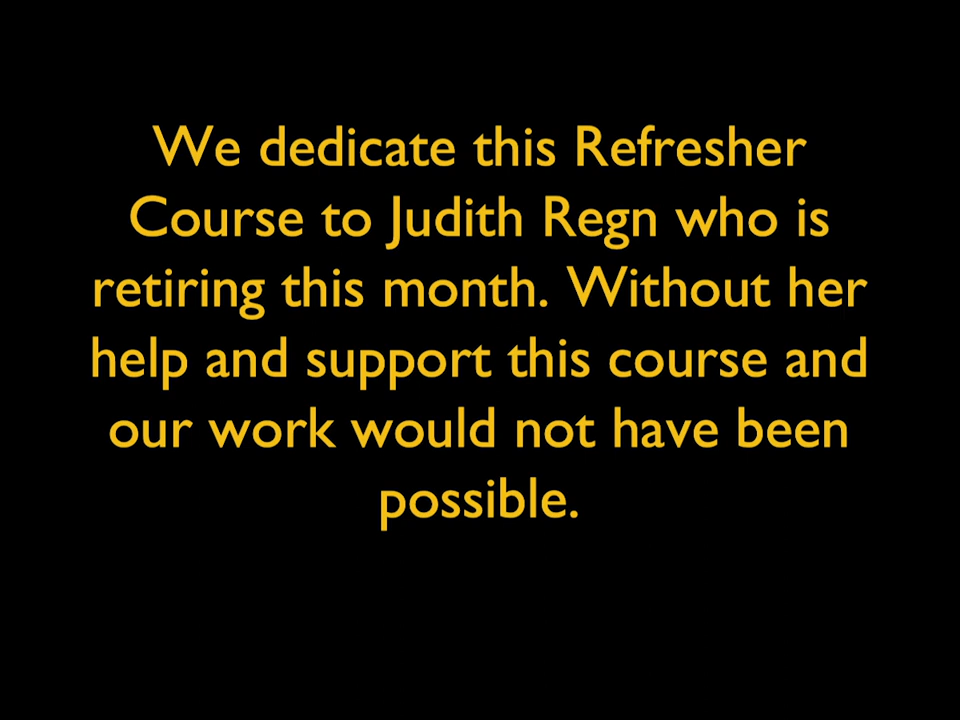 We dedicate this Refresher
Course to Judith Regn who is
retiring this month.  Without her
help and support this course and
our work would not have been
possible.